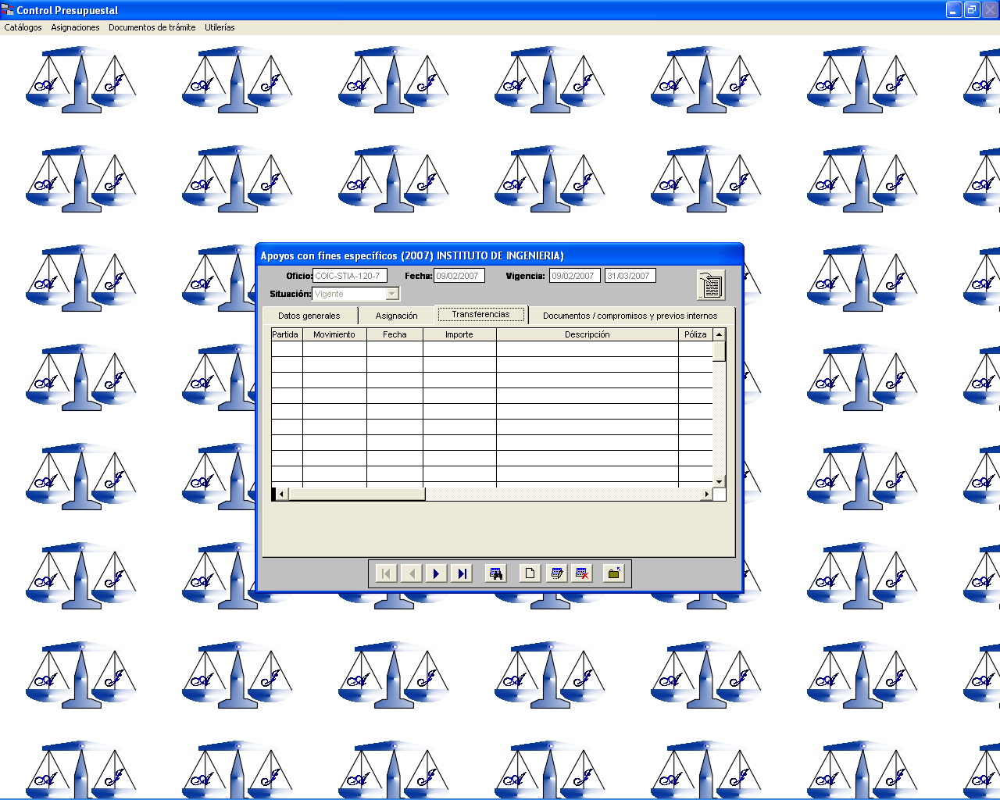 Control Presupuestal
Catálogos Asignaciones Documentos de trámite Utilerías
Apoyos con fines específicos (2007) INSTITUTO DE INGENIERIA)
Oficio: COIC-STIA-120-7 Fecha: 09/02/2007 Vigencia: 09/02/2007 31/03/2007
Situación: Vigente
Datos generales Asignación Transferencias Documentos / compromisos y previos internos
Partida Movimiento Fecha Importe Descripción Póliza